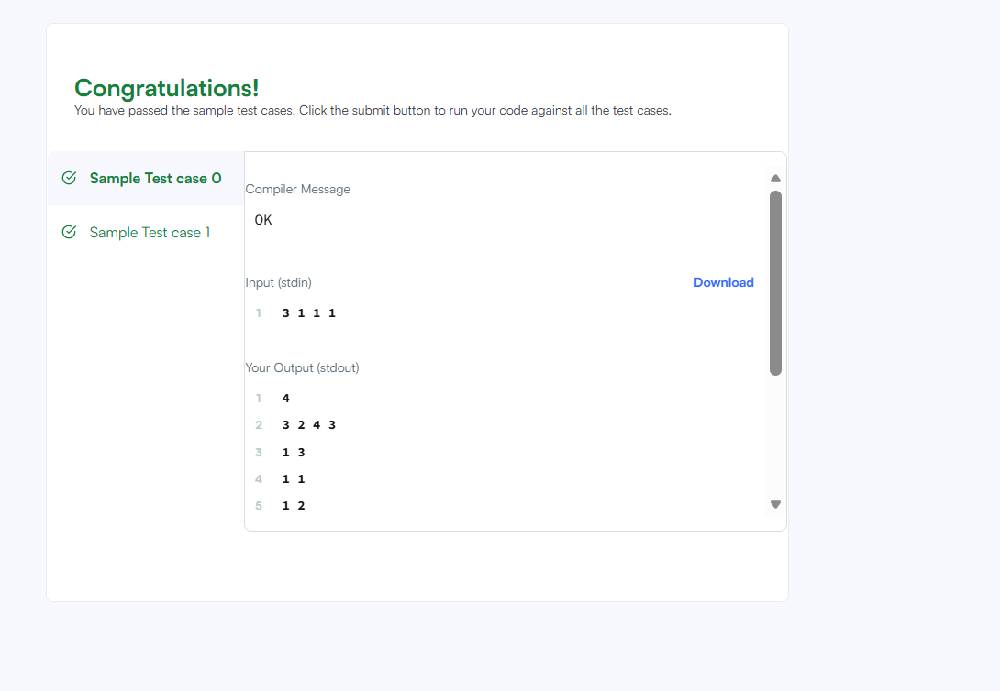 Congratulations!
You have passed the sample test cases. Click the submit button to run your code against all the test cases.
Sample Test case 0
Sample Test case 1
Compiler Message
OK
Input (stdin)
Download
1 3 1 1 1
Your Output (stdout)
1 4
2 3 2 4 3
3 1 3
4 1 1
5 1 2